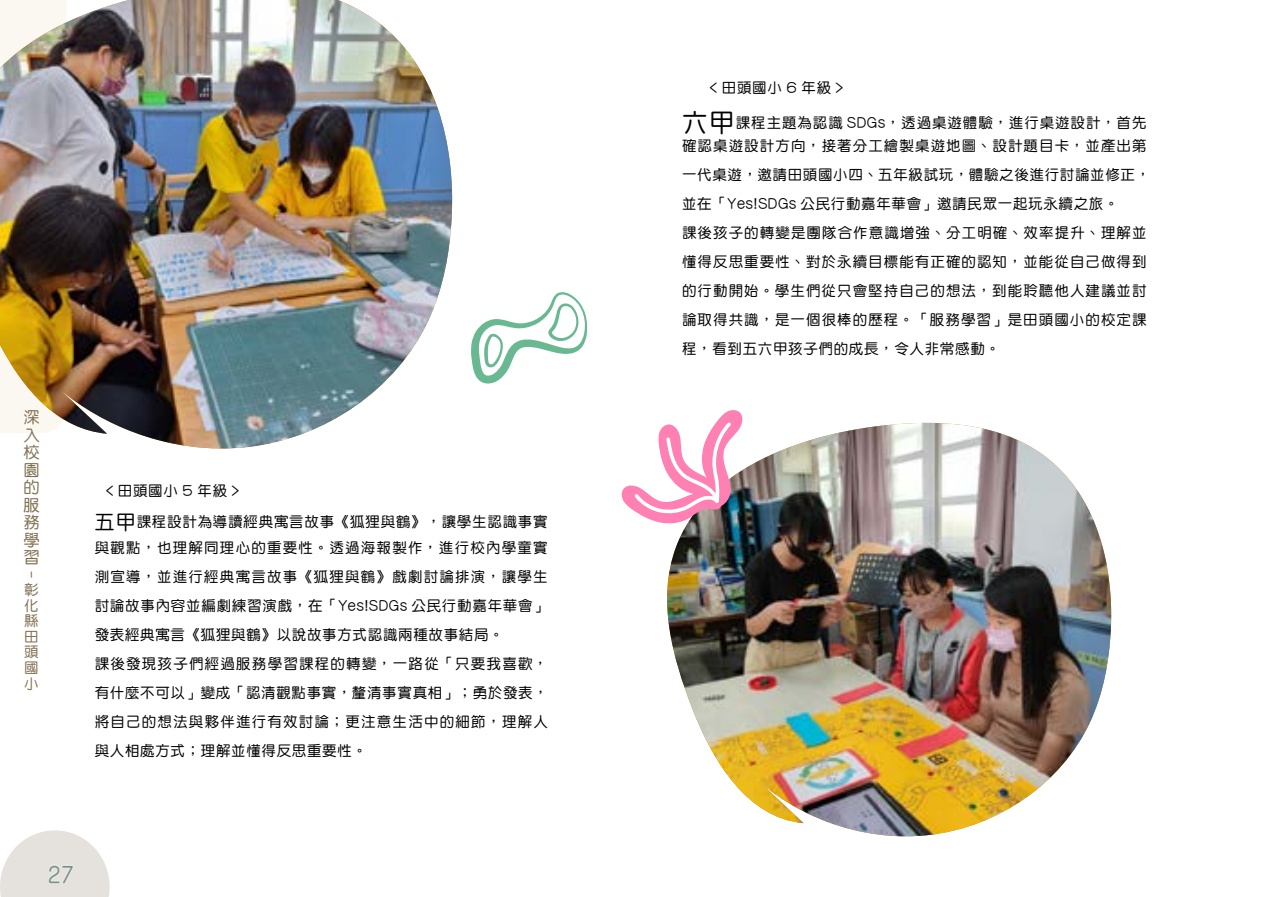 深入校園的服務學習-彰化縣田頭國小
<田頭國小 5 年級>
五甲課程設計為導讀經典寓言故事《狐狸與鶴》，讓學生認識事實
與觀點，也理解同理心的重要性。透過海報製作，進行校內學童實
測宣導，並進行經典寓言故事《狐狸與鶴》戲劇討論排演，讓學生
討論故事內容並編劇練習演戲，在「Yes!SDGs 公民行動嘉年華會」
發表經典寓言《狐狸與鶴》以說故事方式認識兩種故事結局。
課後發現孩子們經過服務學習課程的轉變，一路從「只要我喜歡，
有什麼不可以」變成「認清觀點事實，釐清事實真相」；勇於發表，
將自己的想法與夥伴進行有效討論；更注意生活中的細節，理解人
與人相處方式；理解並懂得反思重要性。
<田頭國小 6 年級>
六甲課程主題為認識 SDGs，透過桌遊體驗，進行桌遊設計，首先
確認桌遊設計方向，接著分工繪製桌遊地圖、設計題目卡，並產出第
一代桌遊，邀請田頭國小四、五年級試玩，體驗之後進行討論並修正，
並在「Yes!SDGs 公民行動嘉年華會」邀請民眾一起玩永續之旅。
課後孩子的轉變是團隊合作意識增強、分工明確、效率提升、理解並
懂得反思重要性、對於永續目標能有正確的認知，並能從自己做得到
的行動開始。學生們從只會堅持自己的想法，到能聆聽他人建議並討
論取得共識，是一個很棒的歷程。「服務學習」是田頭國小的校定課
程，看到五六甲孩子們的成長，令人非常感動。
27